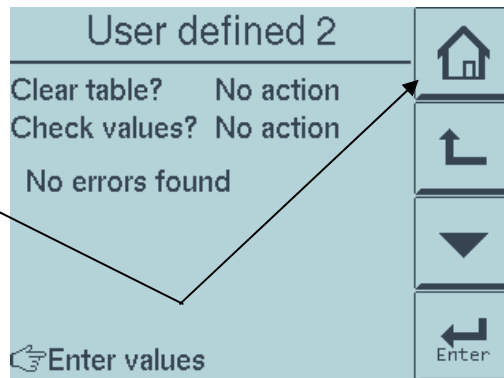 User defined 2
Clear table? No action
Check values? No action
No errors found
Enter values
Enter